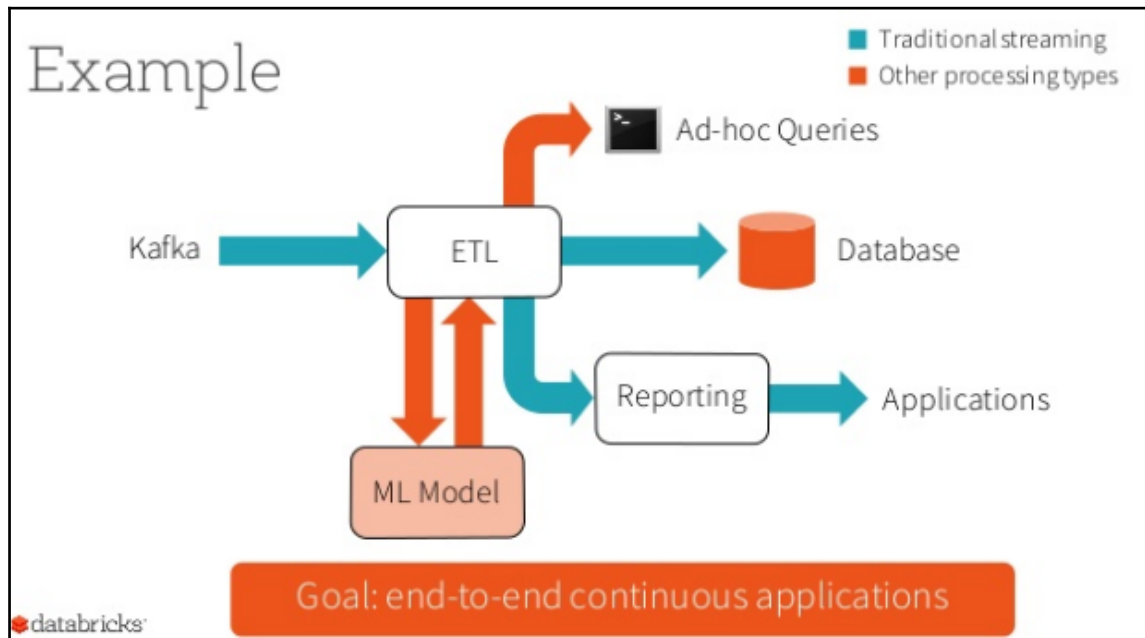 Example
Traditional streaming
Other processing types
>_
Ad-hoc Queries
Kafka
ETL
Database
Reporting
Applications
ML Model
Goal: end-to-end continuous applications
databricks